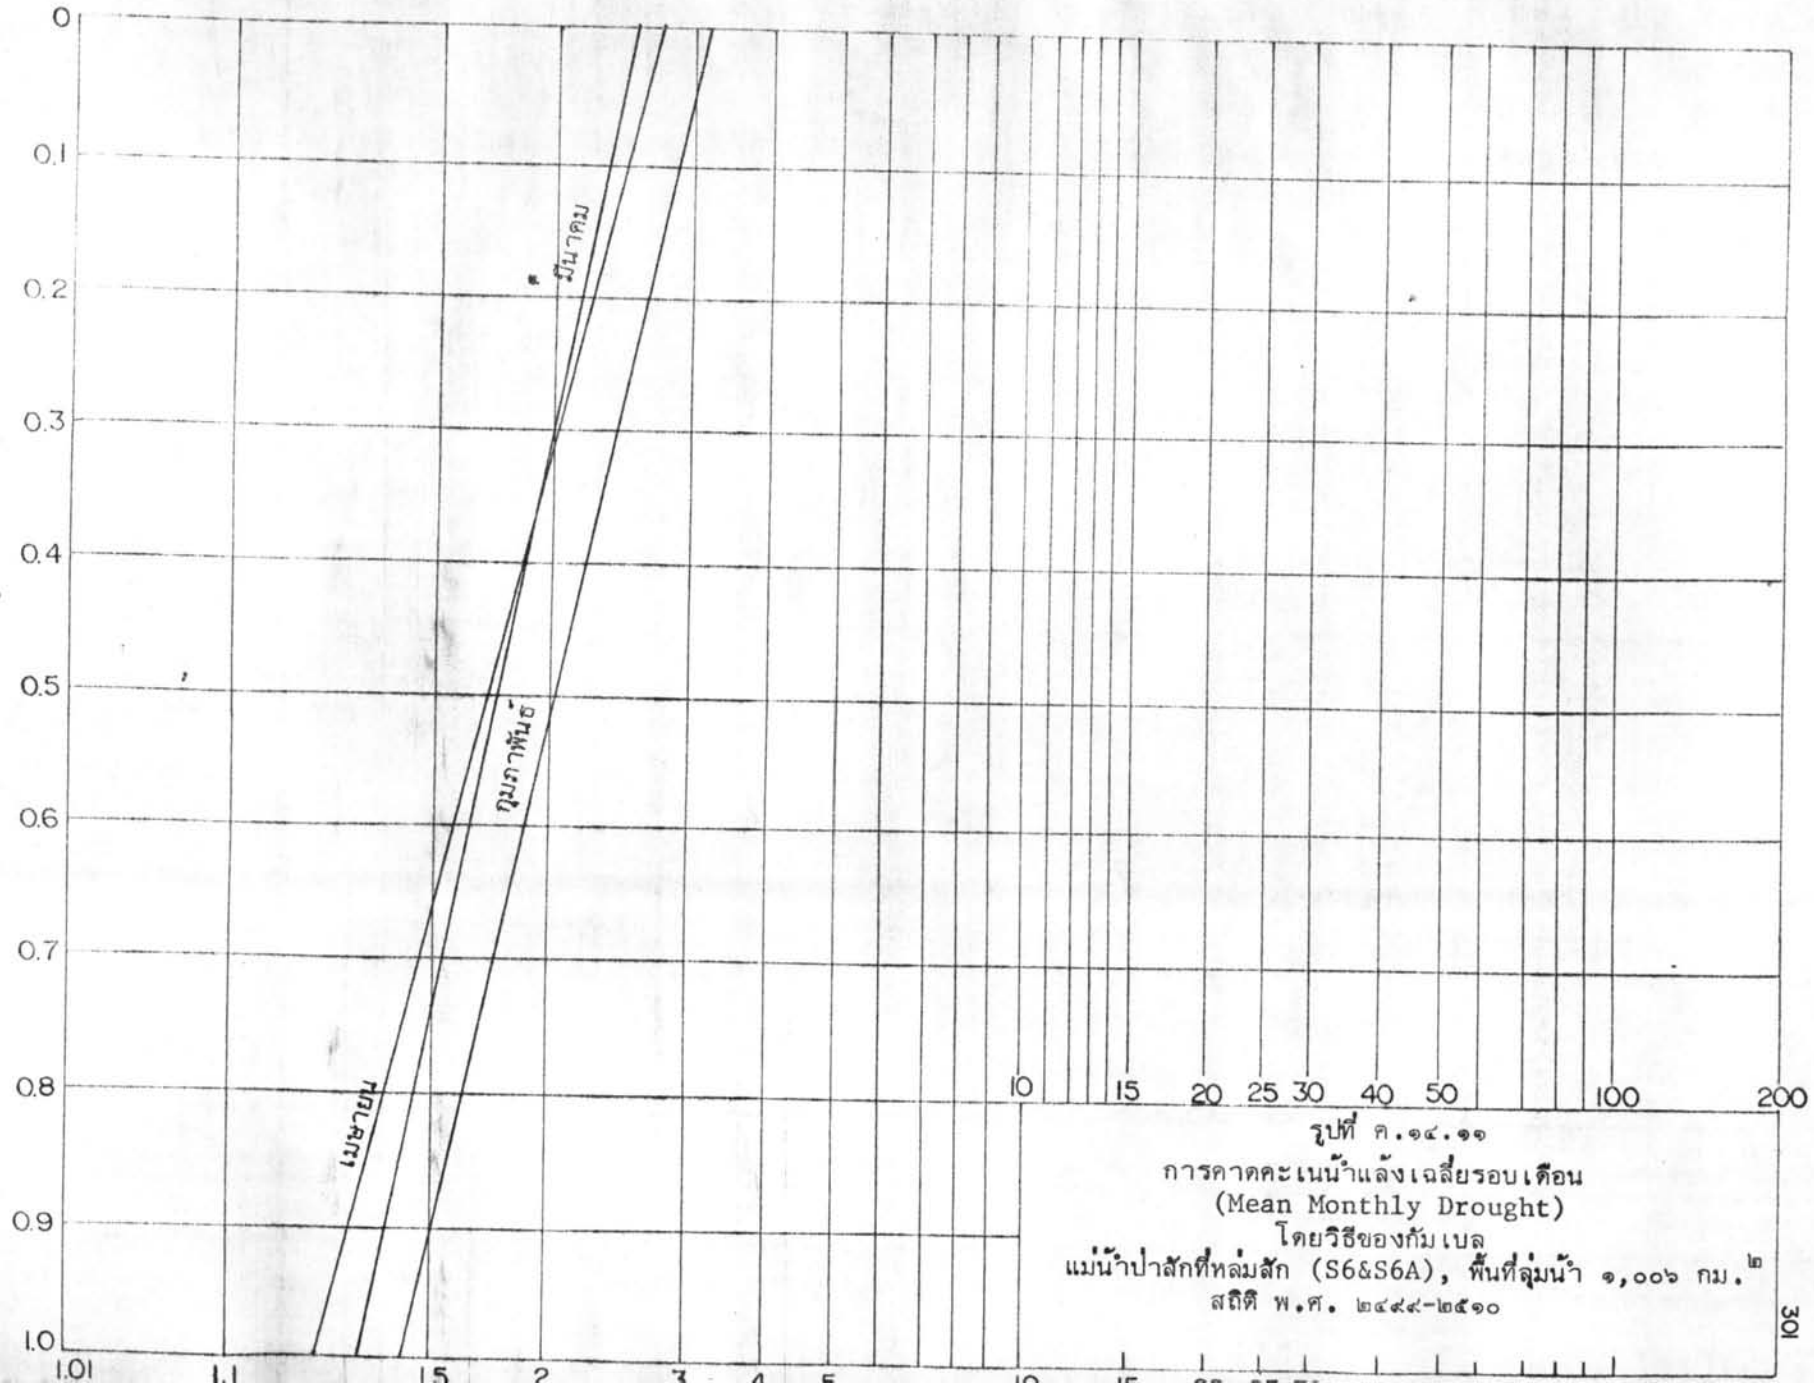 0
0.1
0.2
0.3
0.4
0.5
0.6
0.7
0.8
0.9
1.0
มีนาคม
กุมภาพันธ์
เมษายน
10 15 20 25 30 40 50 100 200
รูปที่ ค.๑๔.๑๑
การคาดคะเนน้ำแล้งเฉลี่ยรอบเดือน
(Mean Monthly Drought)
โดยวิธีของกัมเบล
แม่น้ำป่าสักที่หล่มสัก (S6&S6A), พื้นที่ลุ่มน้ำ ๑,๐๐๖ กม.๒
สถิติ พ.ศ. ๒๔๙๙-๒๕๑๐
301
1.01 1.1 1.5 2 3 4 5 10 15